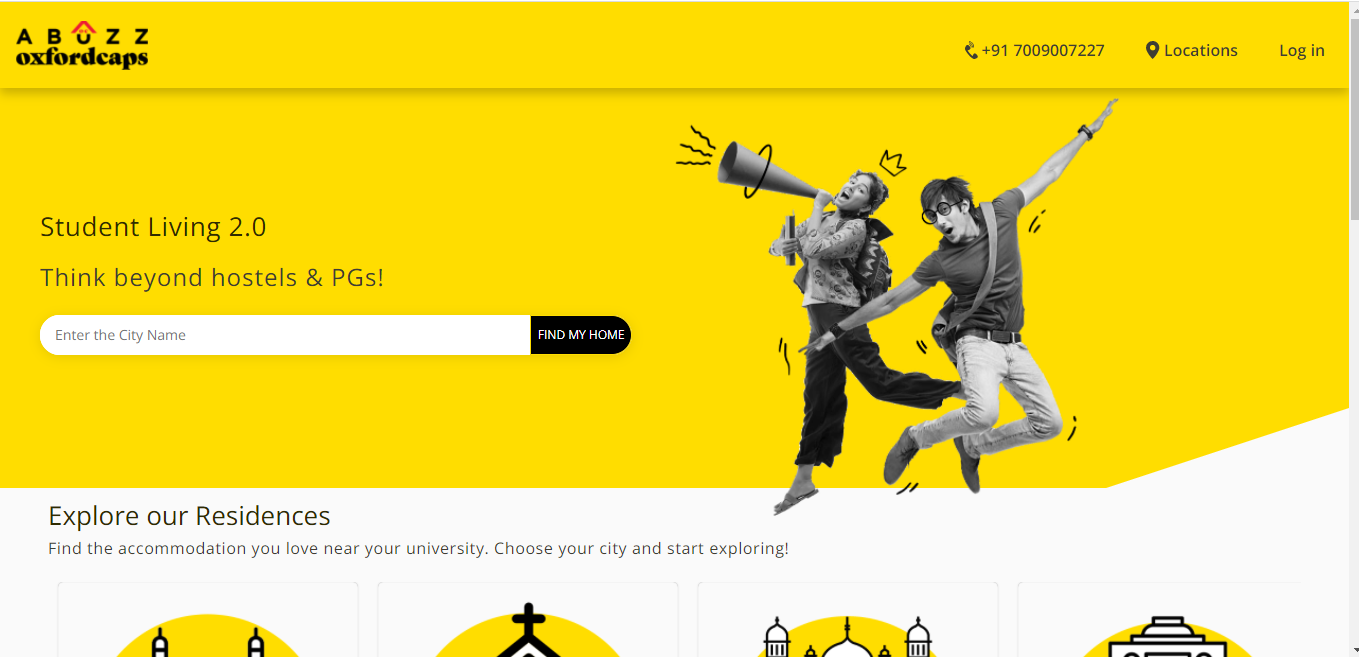 ABUZZ
oxfordcaps
+91 7009007227
Locations
Log in
Student Living 2.0
Think beyond hostels & PGs!
Enter the City Name
FIND MY HOME
Explore our Residences
Find the accommodation you love near your university. Choose your city and start exploring!